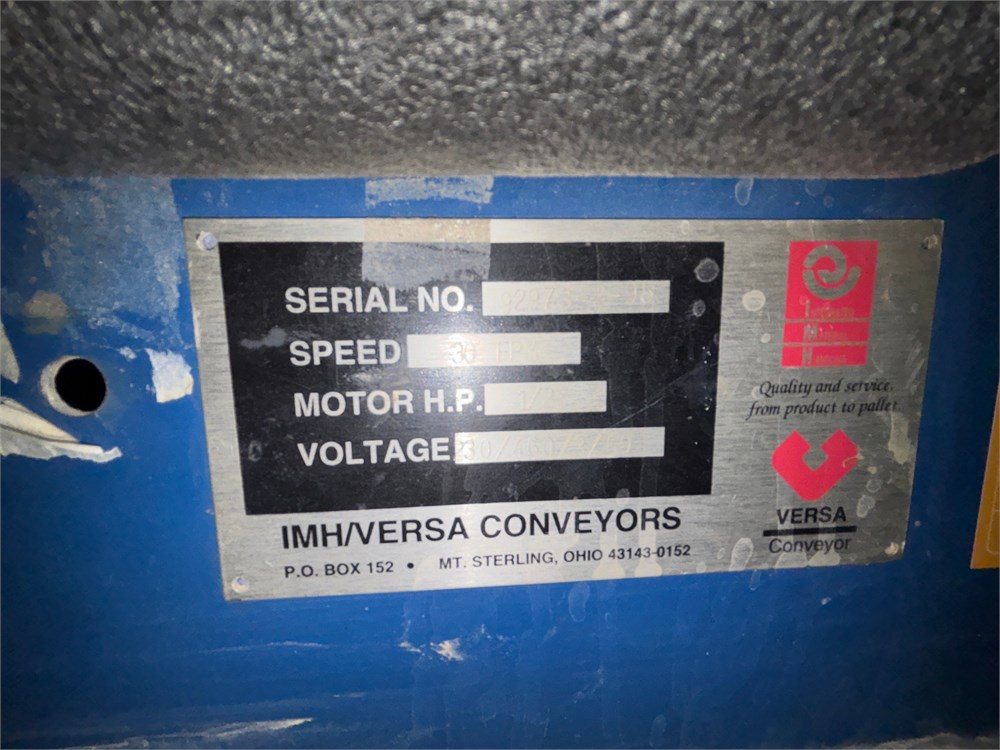 SERIAL NO.
SPEED 30
MOTOR H.P.
VOLTAGE
IMH/VERSA CONVEYORS
P.O. BOX 152 • MT. STERLING, OHIO 43143-0152
Quality and service,
from product to pallet
VERSA
Conveyor